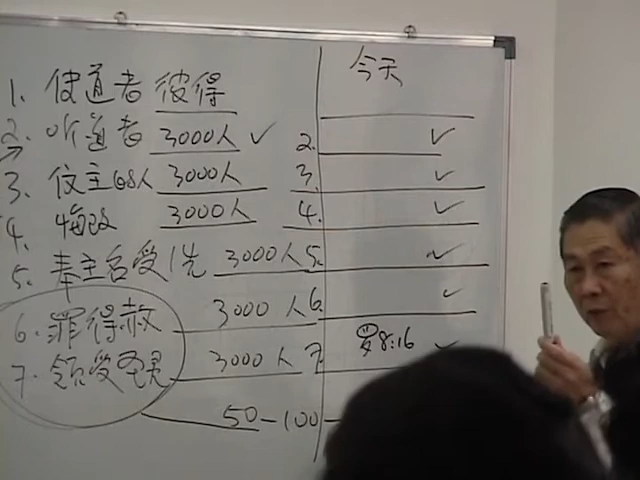 今天
1. 使道者 彼得
2. 听道者 3000人 ✓ 2. ✓
3. 信主的人 3000人 3. ✓
4. 悔改 3000人 4. ✓
5. 奉主名受洗 3000人 5. ✓
6. 罪得赦 3000人 6. ✓
7. 领受圣灵 3000人 7 罗8:16 ✓
50-100-